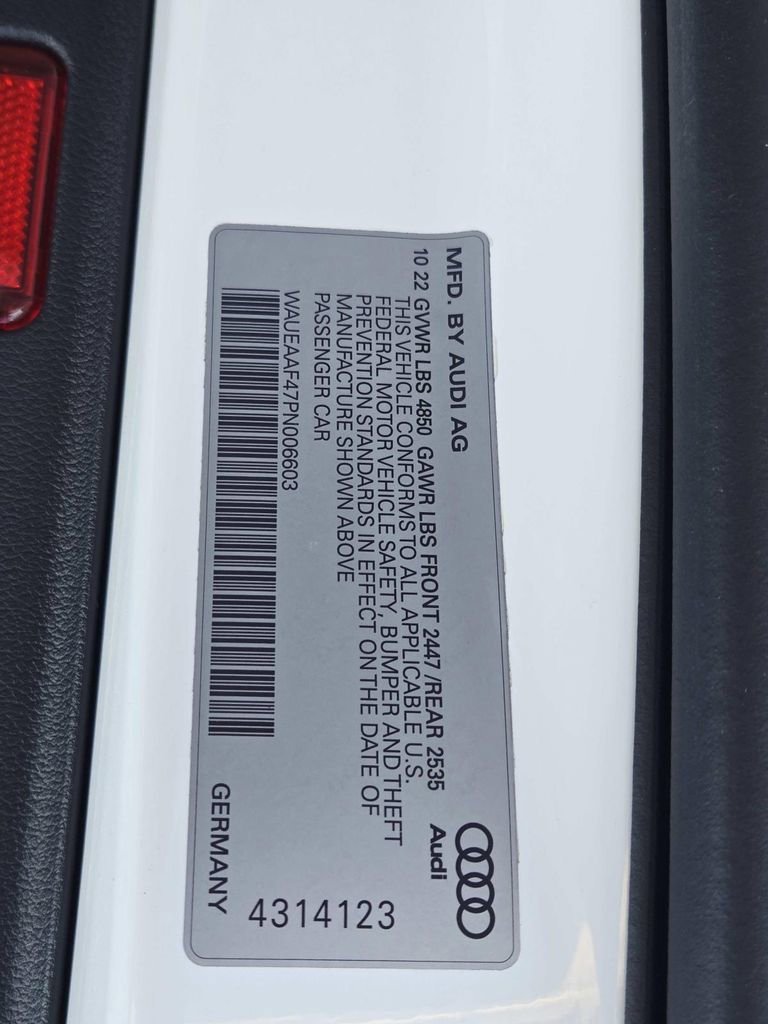 MFD. BY AUDI AG
10 22 GVWR LBS 4850 GAWR LBS FRONT 2447 /REAR 2535
THIS VEHICLE CONFORMS TO ALL APPLICABLE U.S.
FEDERAL MOTOR VEHICLE SAFETY, BUMPER AND THEFT
PREVENTION STANDARDS IN EFFECT ON THE DATE OF
MANUFACTURE SHOWN ABOVE
PASSENGER CAR
WAUEAAF47PN006603
Audi
GERMANY
4314123